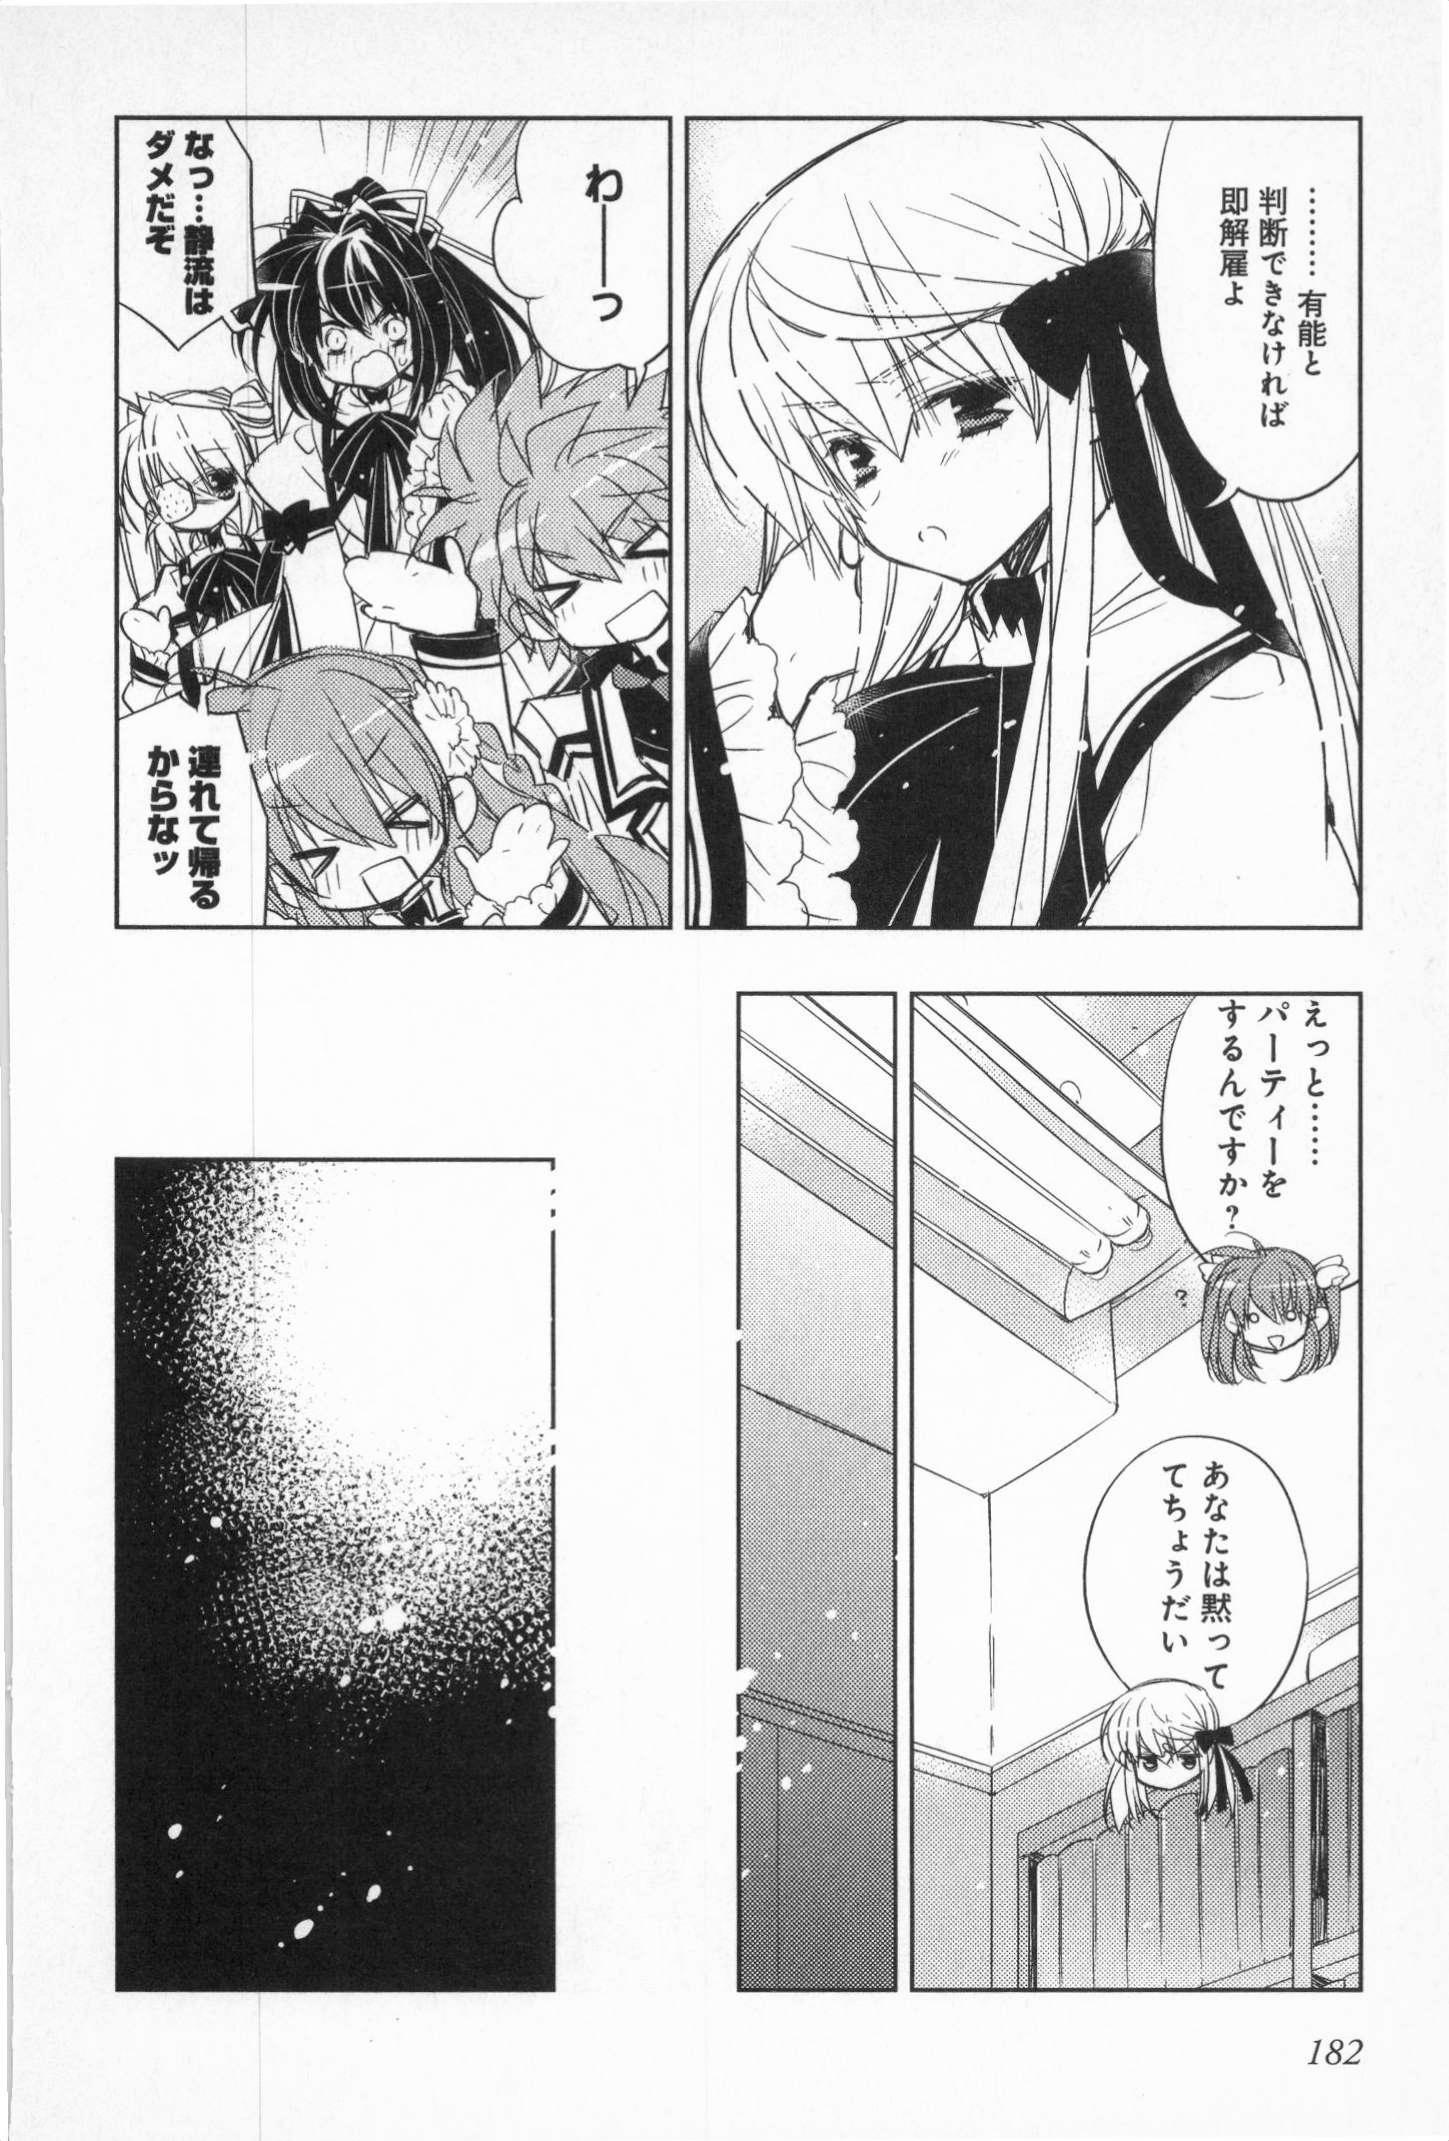 ………有能と
判断できなければ
即解雇よ
わーーっ
なっ…静流は
ダメだぞ
連れて帰る
からなッ
えっと……
パーティーを
するんですか?
?
あなたは黙って
てちょうだい
182